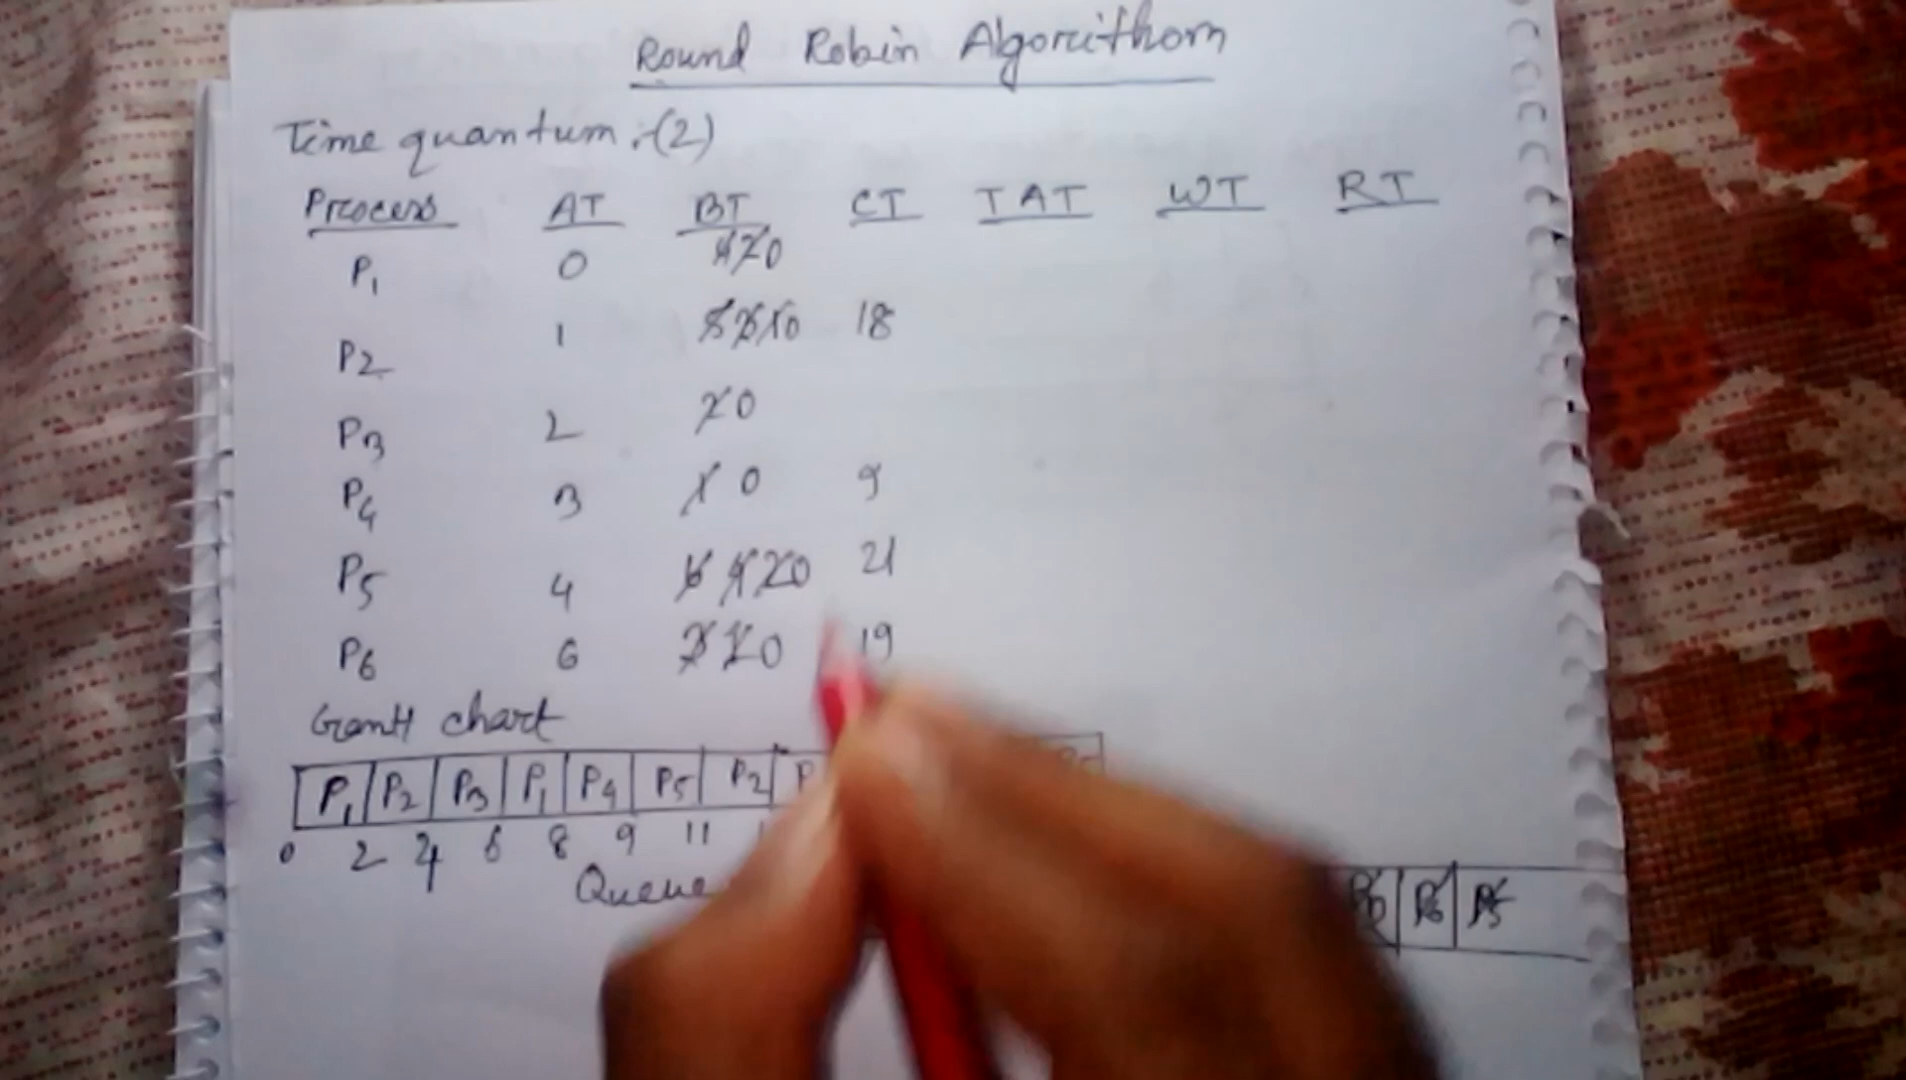 Round Robin Algorithom
Time quantum :-(2)
Process AT BT CT TAT WT RT
P1 0 4 2 0
P2 1 5 3 1 0 18
P3 2 2 0
P4 3 1 0 9
P5 4 6 4 2 0 21
P6 6 3 1 0 19
Gantt chart
P1 P2 P3 P1 P4 P5 P2
0 2 4 6 8 9 11
Queue
P6 P5